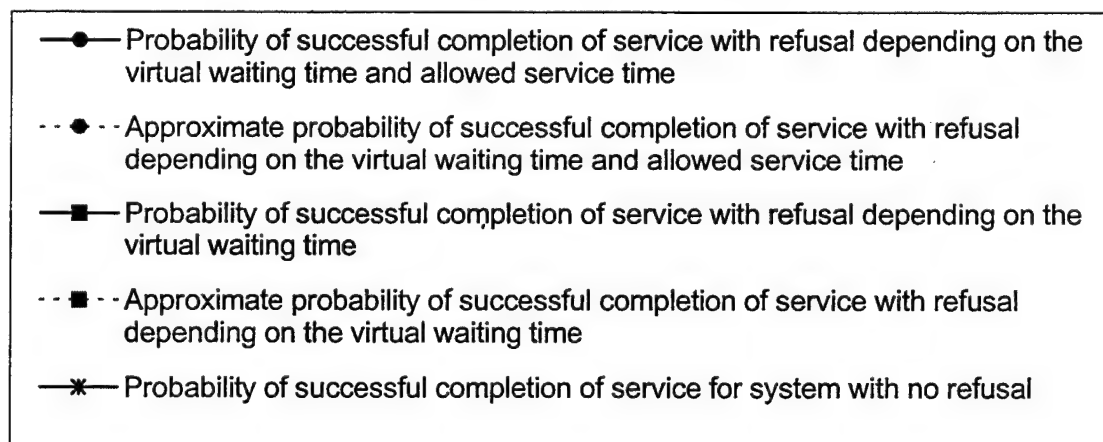 Probability of successful completion of service with refusal depending on the
virtual waiting time and allowed service time
Approximate probability of successful completion of service with refusal
depending on the virtual waiting time and allowed service time
Probability of successful completion of service with refusal depending on the
virtual waiting time
Approximate probability of successful completion of service with refusal
depending on the virtual waiting time
Probability of successful completion of service for system with no refusal